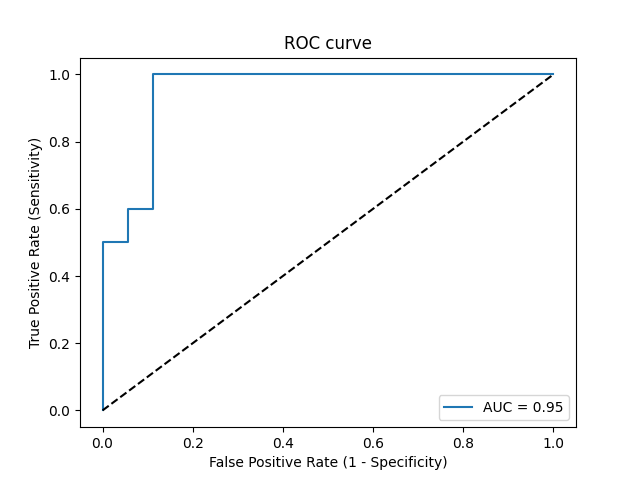 ROC curve
True Positive Rate (Sensitivity)
1.0
0.8
0.6
0.4
0.2
0.0
AUC = 0.95
0.0 0.2 0.4 0.6 0.8 1.0
False Positive Rate (1 - Specificity)